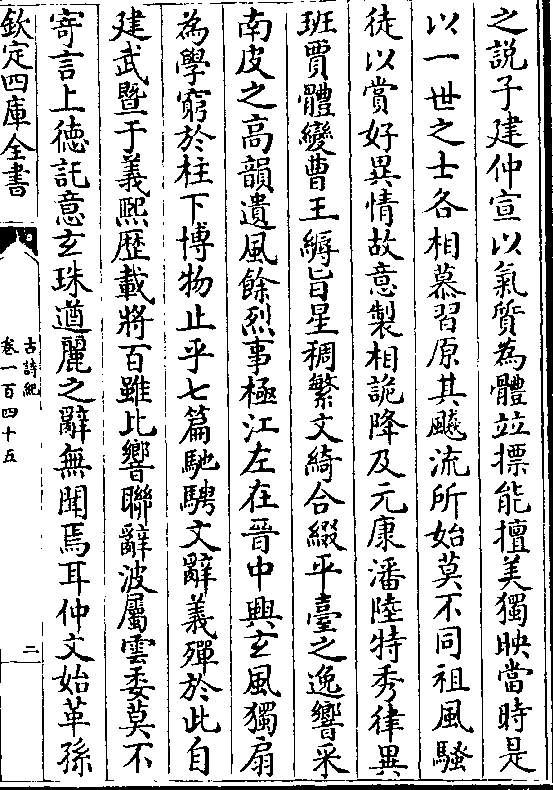 之説子建仲宣以氣質為體並摽能擅美獨映當時是
以一世之士各相慕習原其飈流所始莫不同祖風騷
徒以賞好異情故意製相詭降及元康潘陸特秀律異
班賈體變曹王縟旨星稠繁文綺合綴平臺之逸響采
南皮之高韻遺風餘烈事極江左在晉中興玄風獨扇
為學窮於柱下博物止乎七篇馳騁文辭義殫於此自
建武暨于義熙歴載將百雖比響聯辭波屬雲委莫不
寄言上徳託意玄珠遒麗之辭無聞焉耳仲文始革孫
欽定四庫全書
古詩紀
卷一百四十五
二